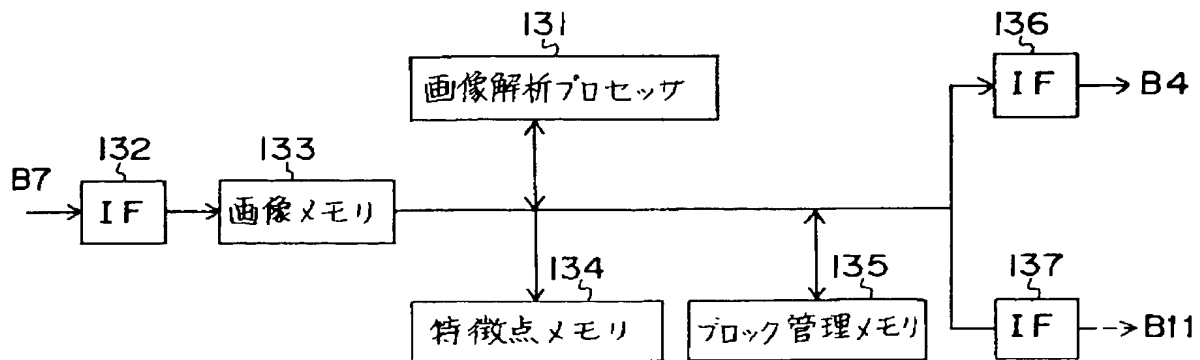 131
画像解析プロセッサ
136
IF
B4
132
133
B7
IF
画像メモリ
134
特徴点メモリ
135
ブロック管理メモリ
137
IF
B11